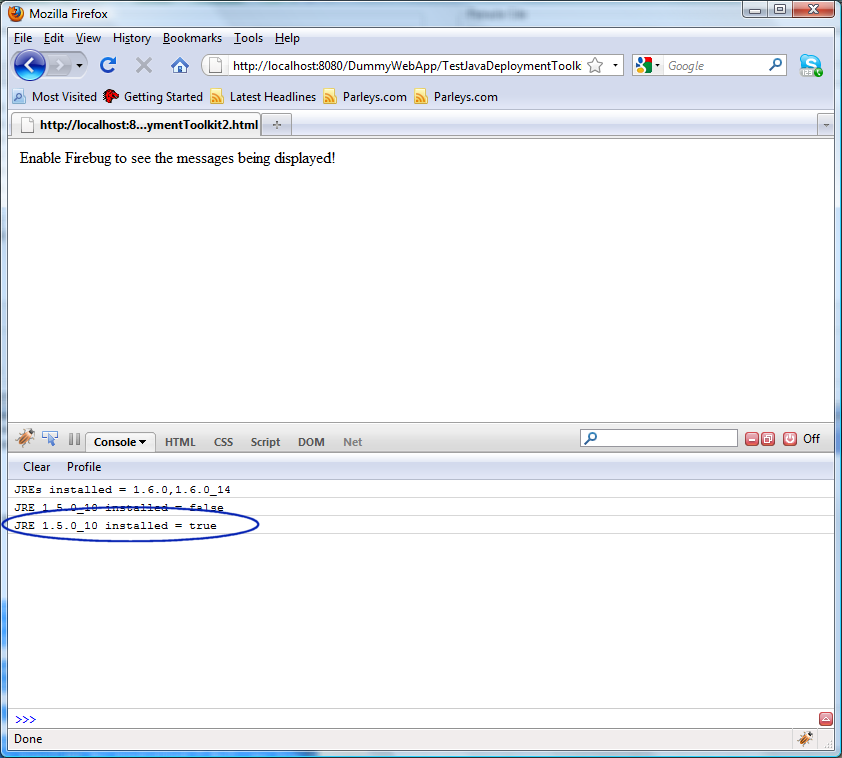 Mozilla Firefox
File Edit View History Bookmarks Tools Help
http://localhost:8080/DummyWebApp/TestJavaDeploymentToolk Google
Most Visited Getting Started Latest Headlines Parleys.com Parleys.com
http://localhost:8...ymentToolkit2.html
Enable Firebug to see the messages being displayed!
Console HTML CSS Script DOM Net Off
Clear Profile
JREs installed = 1.6.0,1.6.0_14
JRE 1.5.0_10 installed = false
JRE 1.5.0_10 installed = true
>>>
Done